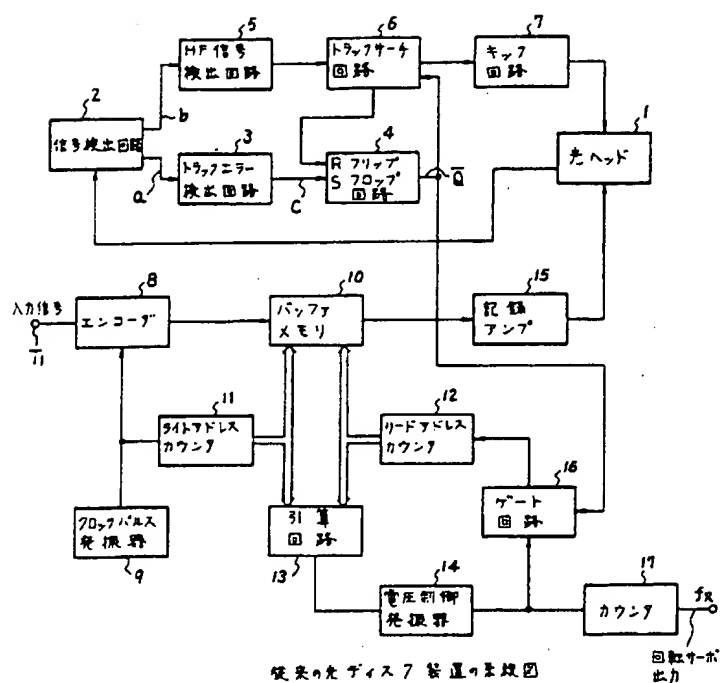 5
HF信号
検出回路
6
トラックサーチ
回路
7
キック
回路
2
信号検出回路
b
a
3
トラックエラー
検出回路
C
4
R フリップ
S フロップ
回路
Q
1
光ヘッド
入力信号
11
8
エンコーダ
10
バッファ
メモリ
15
記録
アンプ
11
ライトアドレス
カウンタ
12
リードアドレス
カウンタ
16
ゲート
回路
クロックパルス
発振器
9
引算
回路
13
14
電圧制御
発振器
17
カウンタ
fR
回転サーボ
出力
従来の光ディスク装置の系統図